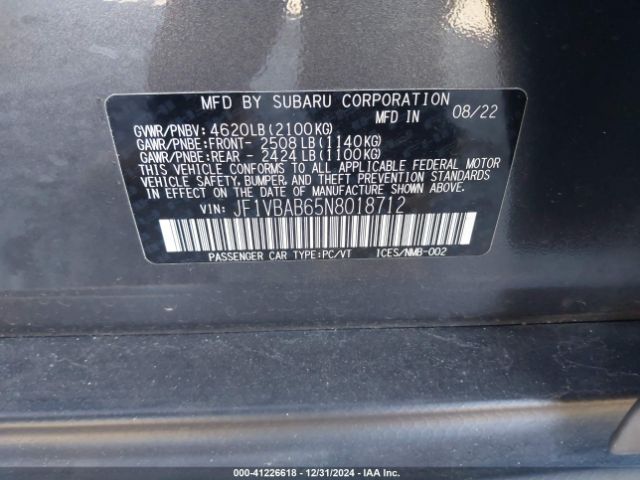 MFD BY SUBARU CORPORATION
MFD IN 08/22
GVWR/PNBV: 4620LB(2100KG)
GAWR/PNBE:FRONT- 2508LB(1140KG)
GAWR/PNBE:REAR - 2424LB(1100KG)
THIS VEHICLE CONFORMS TO ALL APPLICABLE FEDERAL MOTOR
VEHICLE SAFETY, BUMPER, AND THEFT PREVENTION STANDARDS
IN EFFECT ON THE DATE OF MANUFACTURE SHOWN ABOVE.
VIN: JF1VBAB65N8018712
PASSENGER CAR TYPE:PC/VT ICES/NMB-002
000-41226618 - 12/31/2024 - IAA Inc.